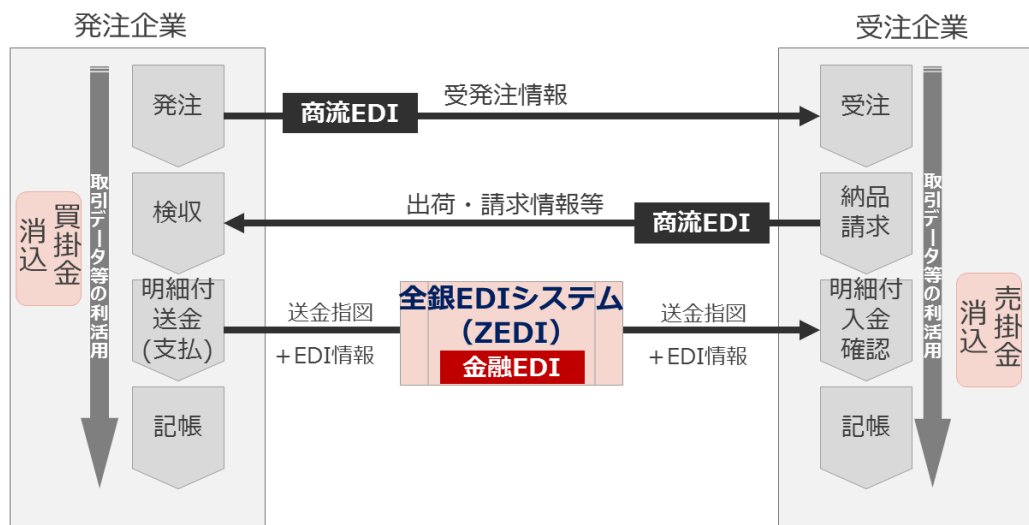 発注企業
受注企業
発注
商流EDI
受発注情報
受注
検収
出荷・請求情報等
商流EDI
納品
請求
買掛金
消込
取引データ等の利活用
明細付
送金
(支払)
送金指図
+EDI情報
全銀EDIシステム
(ZEDI)
金融EDI
送金指図
+EDI情報
明細付
入金
確認
取引データ等の利活用
売掛金
消込
記帳
記帳